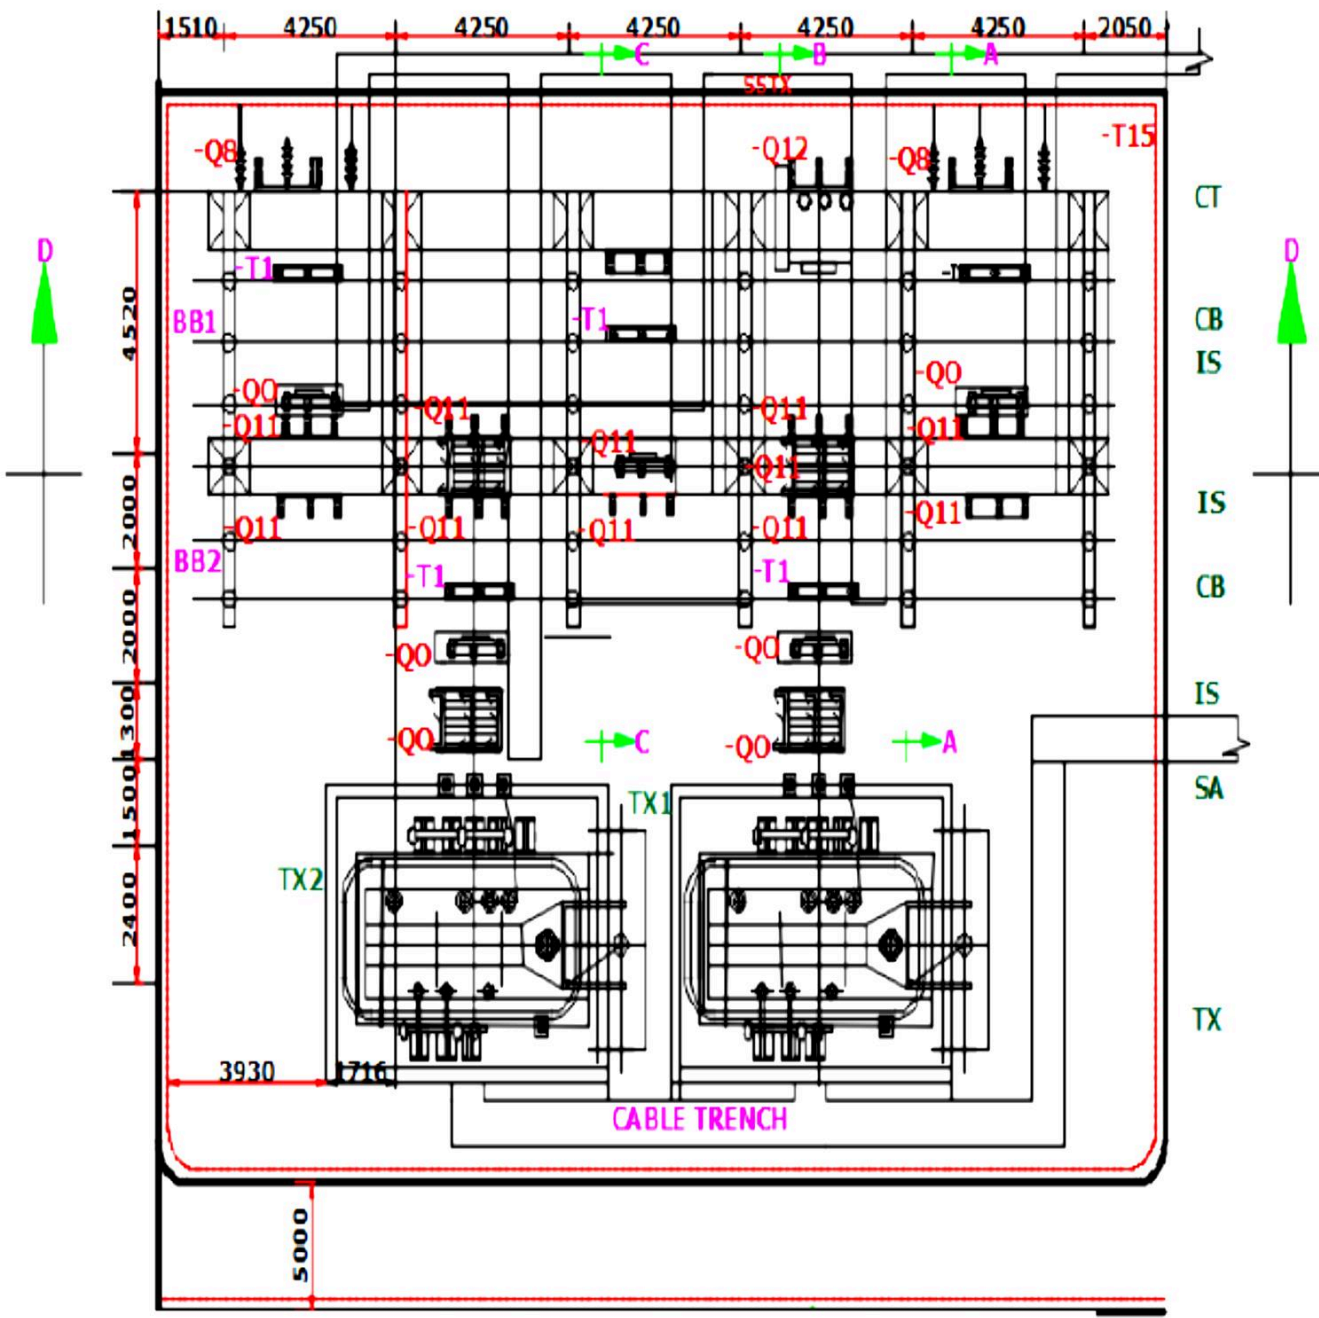 1510 4250 4250 4250 4250 4250 2050
C B A
SSTX
-T15
-Q8 -Q12 -Q8
CT
D D
-T1
4520
BB1 -T1 CB
IS
-Q0 -Q0
-Q11 -Q11
-Q11 -Q11 -Q11
-Q11
2000 IS
-Q11
-Q11 -Q11 -Q11 -Q11
BB2
-T1 -T1 CB
2000
-Q0 -Q0
IS
1300
-Q0 C -Q0 A
1500 TX1 SA
TX2
2400
TX
3930 1716
CABLE TRENCH
5000